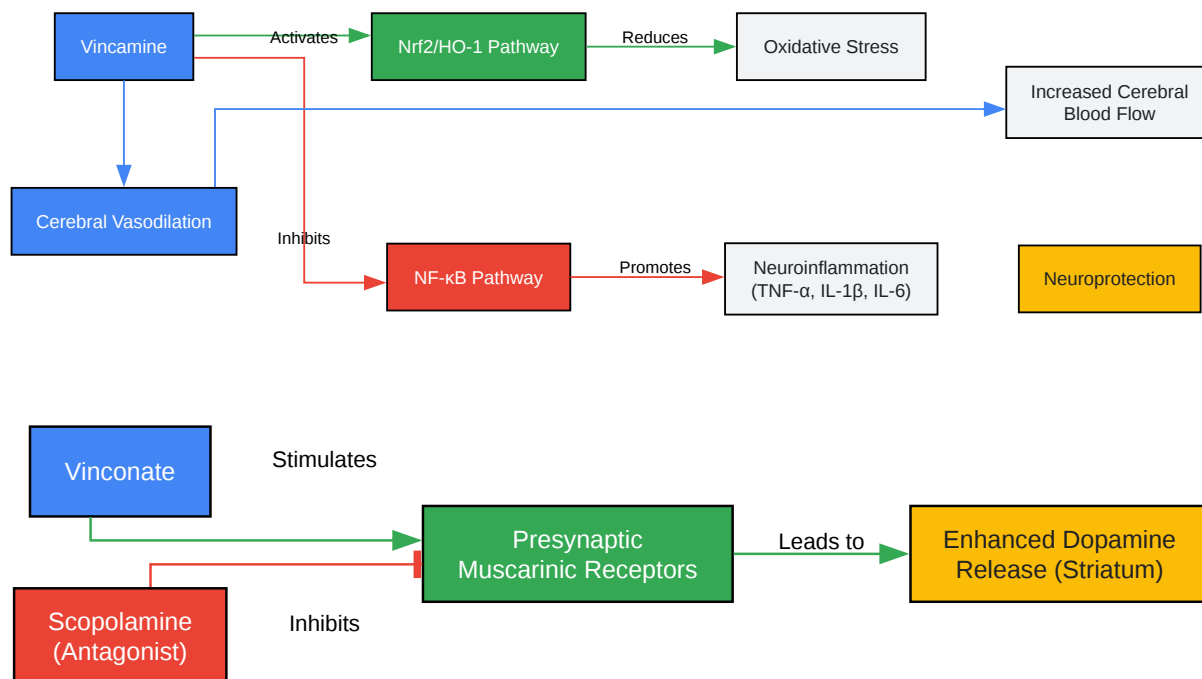 Vincamine
Activates
Nrf2/HO-1 Pathway
Reduces
Oxidative Stress
Increased Cerebral
Blood Flow
Cerebral Vasodilation
Inhibits
NF-κB Pathway
Promotes
Neuroinflammation
(TNF-α, IL-1β, IL-6)
Neuroprotection
Vinconate
Stimulates
Presynaptic
Muscarinic Receptors
Leads to
Enhanced Dopamine
Release (Striatum)
Scopolamine
(Antagonist)
Inhibits